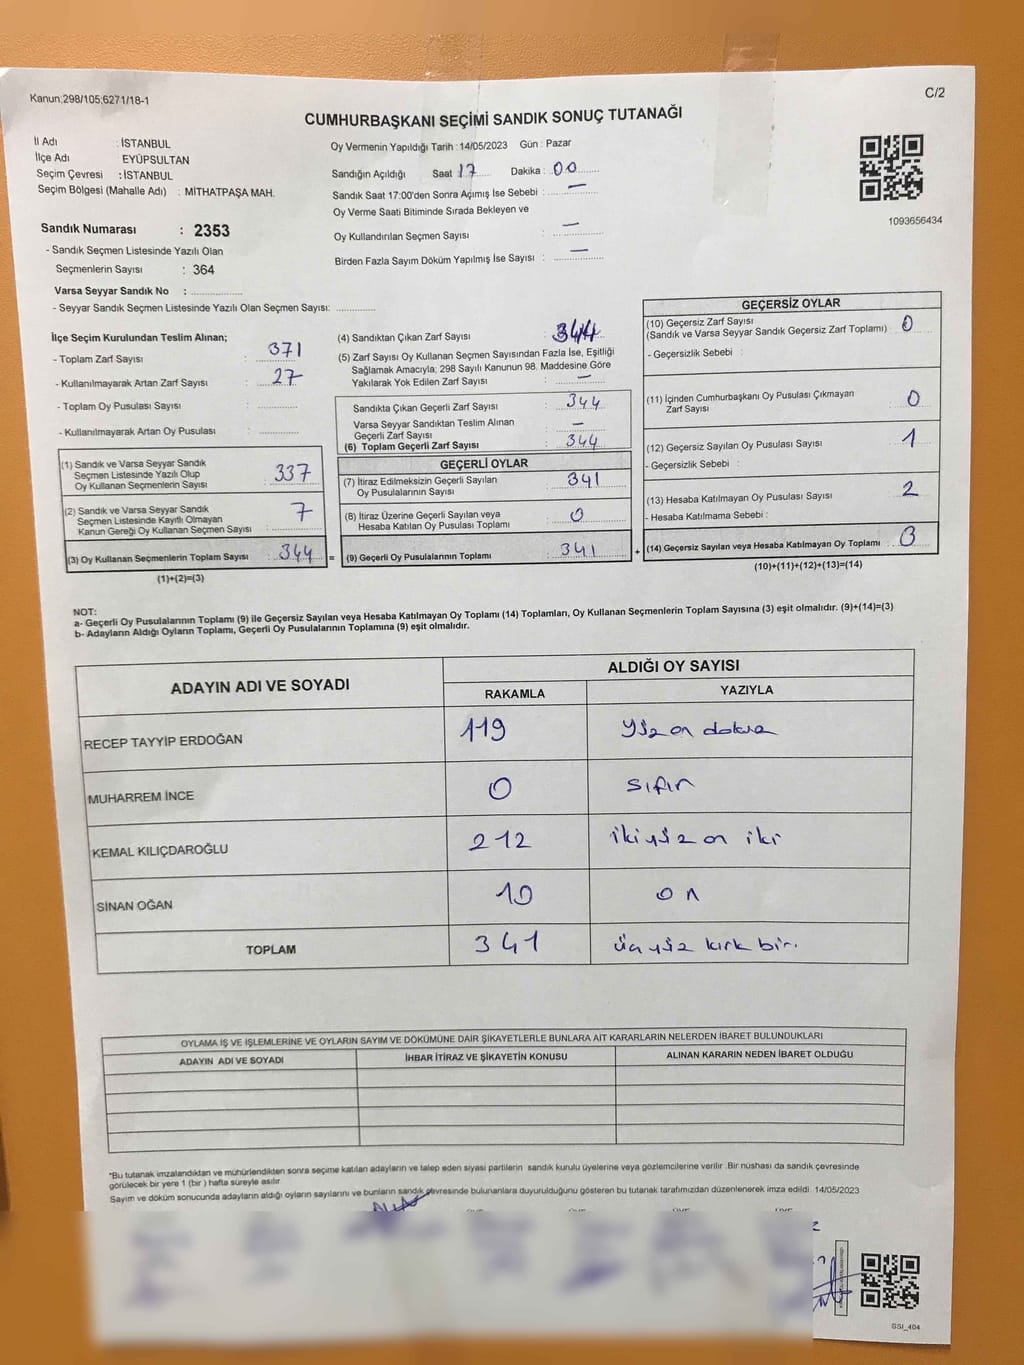 Kanun;298/105;6271/18-1
C/2
CUMHURBAŞKANI SEÇİMİ SANDIK SONUÇ TUTANAĞI
İl Adı : İSTANBUL
İlçe Adı : EYÜPSULTAN
Seçim Çevresi : İSTANBUL
Seçim Bölgesi (Mahalle Adı) : MİTHATPAŞA MAH.
Oy Vermenin Yapıldığı Tarih : 14/05/2023 Gün : Pazar
Sandığın Açıldığı Saat : 17 Dakika : 00
Sandık Saat 17:00'den Sonra Açımış İse Sebebi : —
Oy Verme Saati Bitiminde Sırada Bekleyen ve
Oy Kullandırılan Seçmen Sayısı : —
Birden Fazla Sayım Döküm Yapılmış İse Sayısı : —
1093656434
Sandık Numarası : 2353
- Sandık Seçmen Listesinde Yazılı Olan
Seçmenlerin Sayısı : 364
Varsa Seyyar Sandık No : ................
- Seyyar Sandık Seçmen Listesinde Yazılı Olan Seçmen Sayısı: ............
İlçe Seçim Kurulundan Teslim Alınan;
- Toplam Zarf Sayısı : 371
- Kullanılmayarak Artan Zarf Sayısı : 27
- Toplam Oy Pusulası Sayısı : ............
- Kullanılmayarak Artan Oy Pusulası : ............
(1) Sandık ve Varsa Seyyar Sandık
Seçmen Listesinde Yazılı Olup
Oy Kullanan Seçmenlerin Sayısı : 337
(2) Sandık ve Varsa Seyyar Sandık
Seçmen Listesinde Kayıtlı Olmayan
Kanun Gereği Oy Kullanan Seçmen Sayısı : 7
(3) Oy Kullanan Seçmenlerin Toplam Sayısı : 344 =
(1)+(2)=(3)
(4) Sandıktan Çıkan Zarf Sayısı : 344
(5) Zarf Sayısı Oy Kullanan Seçmen Sayısından Fazla İse, Eşitliği
Sağlamak Amacıyla; 298 Sayılı Kanunun 98. Maddesine Göre
Yakılarak Yok Edilen Zarf Sayısı : —
Sandıkta Çıkan Geçerli Zarf Sayısı : 344
Varsa Seyyar Sandıktan Teslim Alınan
Geçerli Zarf Sayısı : —
(6) Toplam Geçerli Zarf Sayısı : 344
GEÇERLİ OYLAR
(7) İtiraz Edilmeksizin Geçerli Sayılan
Oy Pusulalarının Sayısı : 341
(8) İtiraz Üzerine Geçerli Sayılan veya
Hesaba Katılan Oy Pusulası Toplamı : 0
(9) Geçerli Oy Pusulalarının Toplamı : 341 +
GEÇERSİZ OYLAR
(10) Geçersiz Zarf Sayısı
(Sandık ve Varsa Seyyar Sandık Geçersiz Zarf Toplamı) : 0
- Geçersizlik Sebebi :
(11) İçinden Cumhurbaşkanı Oy Pusulası Çıkmayan
Zarf Sayısı : 0
(12) Geçersiz Sayılan Oy Pusulası Sayısı : 1
- Geçersizlik Sebebi :
(13) Hesaba Katılmayan Oy Pusulası Sayısı : 2
- Hesaba Katılmama Sebebi :
(14) Geçersiz Sayılan veya Hesaba Katılmayan Oy Toplamı : 3
(10)+(11)+(12)+(13)=(14)
NOT:
a- Geçerli Oy Pusulalarının Toplamı (9) ile Geçersiz Sayılan veya Hesaba Katılmayan Oy Toplamı (14) Toplamları, Oy Kullanan Seçmenlerin Toplam Sayısına (3) eşit olmalıdır. (9)+(14)=(3)
b- Adayların Aldığı Oyların Toplamı, Geçerli Oy Pusulalarının Toplamına (9) eşit olmalıdır.
ADAYIN ADI VE SOYADI
ALDIĞI OY SAYISI
RAKAMLA YAZIYLA
RECEP TAYYİP ERDOĞAN 119 Yüz on dokuz
MUHARREM İNCE 0 sıfır
KEMAL KILIÇDAROĞLU 212 ikiyüz on iki
SİNAN OĞAN 10 on
TOPLAM 341 üçyüz kırk bir.
OYLAMA İŞ VE İŞLEMLERİNE VE OYLARIN SAYIM VE DÖKÜMÜNE DAİR ŞİKAYETLERLE BUNLARA AİT KARARLARIN NELERDEN İBARET BULUNDUKLARI
ADAYIN ADI VE SOYADI İHBAR İTİRAZ VE ŞİKAYETİN KONUSU ALINAN KARARIN NEDEN İBARET OLDUĞU
*Bu tutanak imzalandıktan ve mühürlendikten sonra seçime katılan adayların ve talep eden siyasi partilerin sandık kurulu üyelerine veya gözlemcilerine verilir .Bir nüshası da sandık çevresinde
görülecek bir yere 1 (bir ) hafta süreyle asılır
Sayım ve döküm sonucunda adayların aldığı oyların sayılarını ve bunların sandık çevresinde bulunanlara duyurulduğunu gösteren bu tutanak tarafımızdan düzenlenerek imza edildi. 14/05/2023
SSI_404